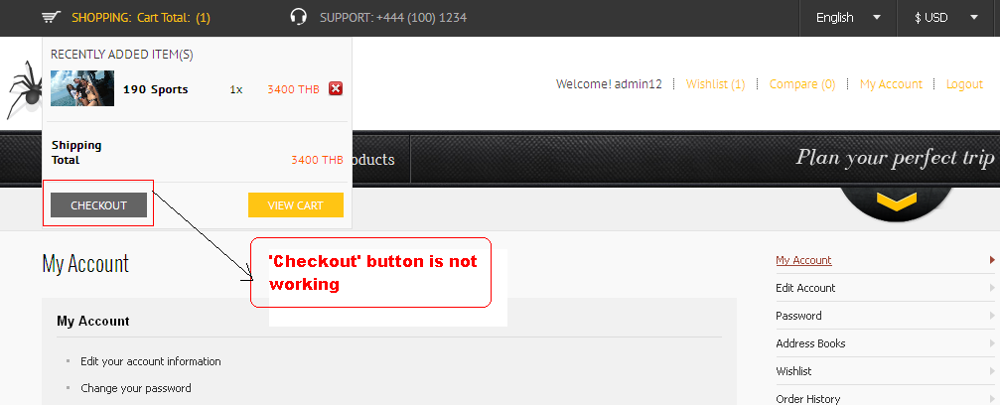 SHOPPING: Cart Total: (1)
SUPPORT: +444 (100) 1234
English
$ USD
RECENTLY ADDED ITEM(S)
190 Sports 1x 3400 THB
Welcome! admin12
Wishlist (1)
Compare (0)
My Account
Logout
Shipping
Total 3400 THB
oducts
Plan your perfect trip
CHECKOUT
VIEW CART
'Checkout' button is not
working
My Account
My Account
Edit your account information
Change your password
My Account
Edit Account
Password
Address Books
Wishlist
Order History